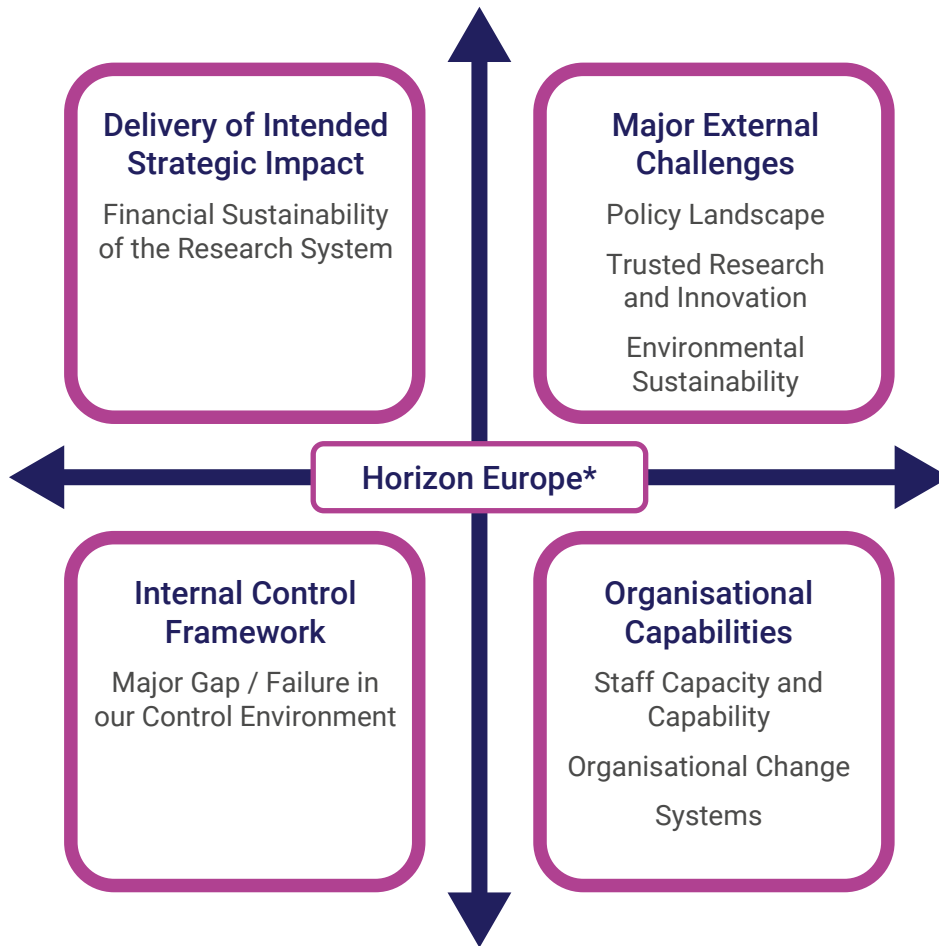 Delivery of Intended
Strategic Impact
Financial Sustainability
of the Research System
Major External
Challenges
Policy Landscape
Trusted Research
and Innovation
Environmental
Sustainability
Horizon Europe*
Internal Control
Framework
Major Gap / Failure in
our Control Environment
Organisational
Capabilities
Staff Capacity and
Capability
Organisational Change
Systems